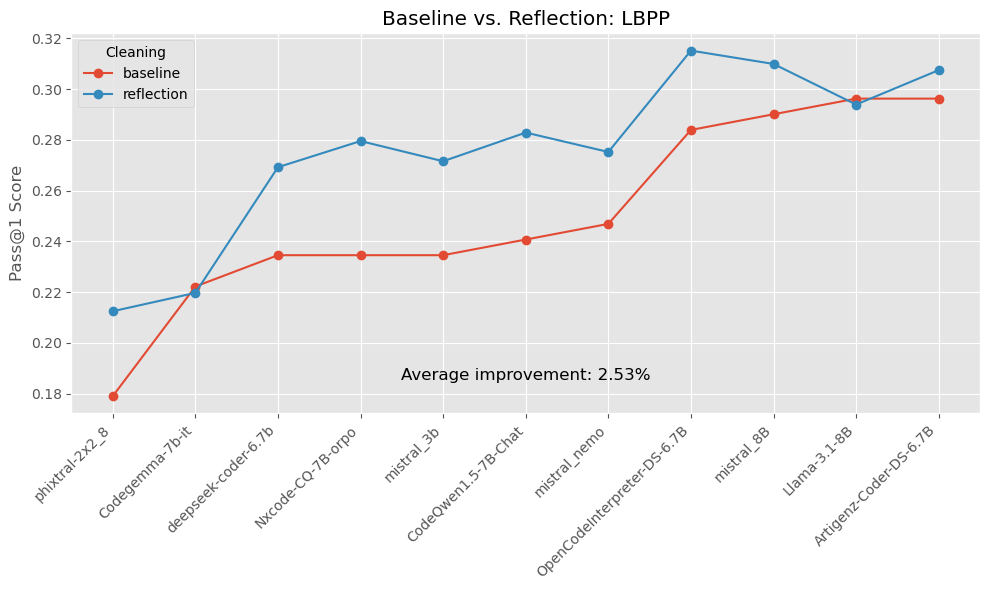 Baseline vs. Reflection: LBPP
Cleaning
baseline
reflection
Pass@1 Score
0.32
0.30
0.28
0.26
0.24
0.22
0.20
0.18
Average improvement: 2.53%
phixtral-2x2_8
Codegemma-7b-it
deepseek-coder-6.7b
Nxcode-CQ-7B-orpo
mistral_3b
CodeQwen1.5-7B-Chat
mistral_nemo
OpenCodeInterpreter-DS-6.7B
mistral_8B
Llama-3.1-8B
Artigenz-Coder-DS-6.7B